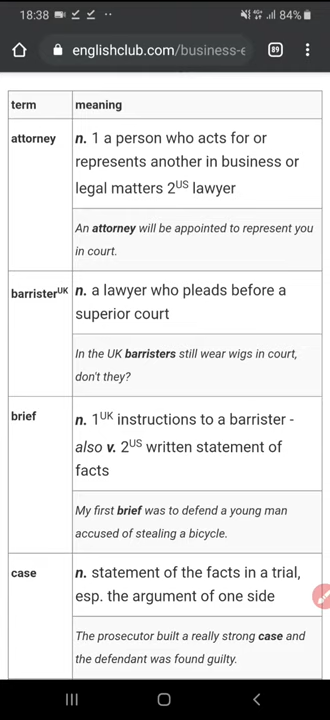 18:38 84%
englishclub.com/business-e 89
term meaning
attorney n. 1 a person who acts for or
represents another in business or
legal matters 2US lawyer
An attorney will be appointed to represent you
in court.
barristerUK n. a lawyer who pleads before a
superior court
In the UK barristers still wear wigs in court,
don't they?
brief n. 1UK instructions to a barrister -
also v. 2US written statement of
facts
My first brief was to defend a young man
accused of stealing a bicycle.
case n. statement of the facts in a trial,
esp. the argument of one side
The prosecutor built a really strong case and
the defendant was found guilty.